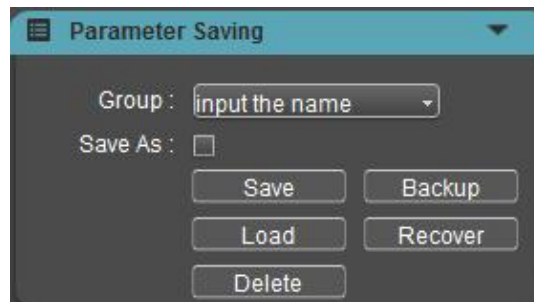 Parameter Saving
Group : input the name
Save As :
Save Backup
Load Recover
Delete